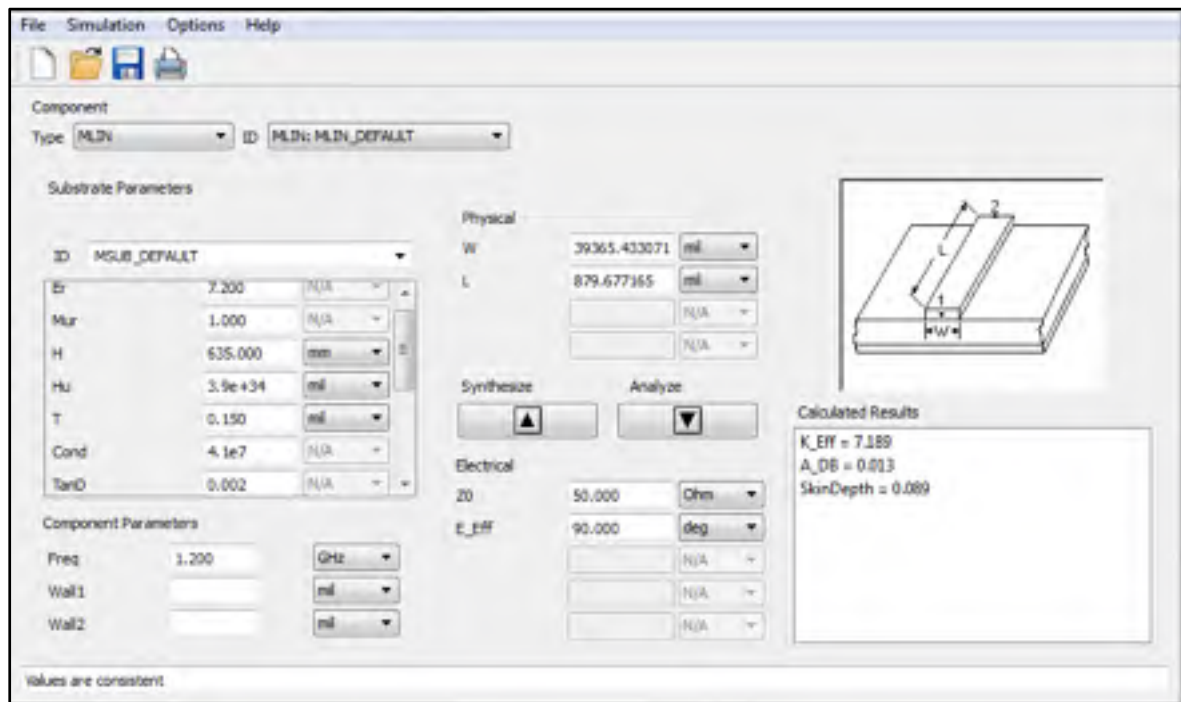 File Simulation Options Help
Component
Type MLIN ID MLIN: MLIN_DEFAULT
Substrate Parameters
ID MSUB_DEFAULT
Er 7.200 N/A
Mur 1.000 N/A
H 635.000 mm
Hu 3.9e+34 mil
T 0.150 mil
Cond 4.1e7 N/A
TanD 0.002 N/A
Component Parameters
Freq 1.200 GHz
Wall1 mil
Wall2 mil
Physical
W 39365.433071 mil
L 879.677165 mil
N/A
N/A
Synthesize Analyze
Electrical
Z0 50.000 Ohm
E_Eff 90.000 deg
N/A
N/A
N/A
2
L
1
W
Calculated Results
K_Eff = 7.189
A_DB = 0.013
SkinDepth = 0.089
Values are consistent